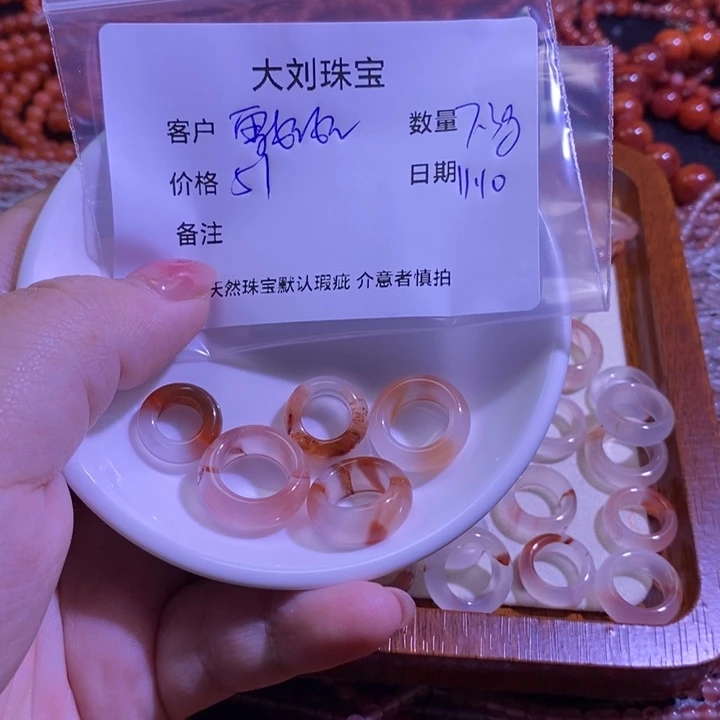 大刘珠宝
客户 数量
价格 51 日期 11.10
备注
天然珠宝默认瑕疵 介意者慎拍